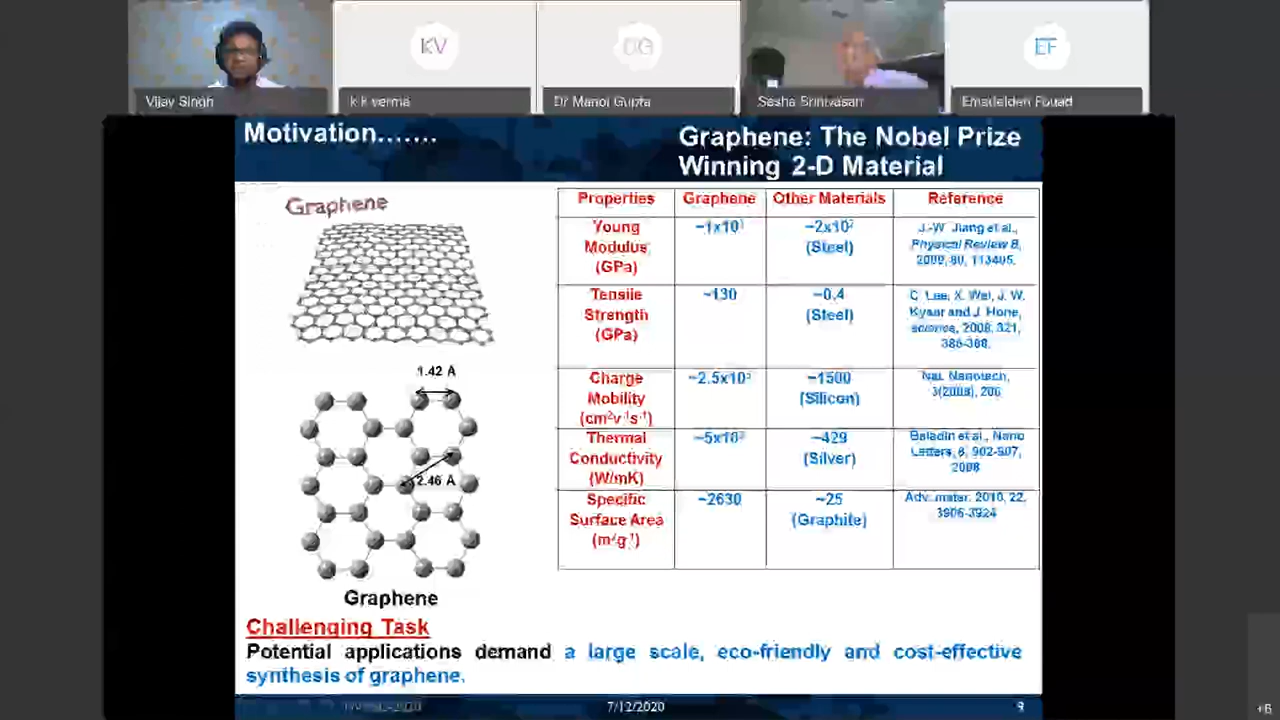 KV
DG
EF
Vijay Singh
k k verma
Dr Manoj Gupta
Sasha Srinivasan
Emadelden Fouad
Motivation.......
Graphene: The Nobel Prize
Winning 2-D Material
Graphene
1.42 A
2.46 A
Graphene
Properties Graphene Other Materials Reference
Young
Modulus
(GPa)
~2x10²
(Steel)
J.-W. Jiang et al.,
Physical Review B,
2009, 80, 113405.
Tensile
Strength
(GPa)
~130
~0.4
(Steel)
C. Lee, X. Wei, J. W.
Kysar and J. Hone,
science, 2008, 321,
385-388.
Charge
Mobility
(cm²v⁻¹s⁻¹)
~2.5x10⁵
~1500
(Silicon)
Nat. Nanotech,
3(2008), 206
Thermal
Conductivity
(W/mK)
~5x10³
~429
(Silver)
Baladin et al., Nano
Letters, 8, 902-907,
2008
Specific
Surface Area
(m²g⁻¹)
~2630
~25
(Graphite)
Adv. mater. 2010, 22,
3906-3924
Challenging Task
Potential applications demand a large scale, eco-friendly and cost-effective
synthesis of graphene.
7/12/2020
9
+6